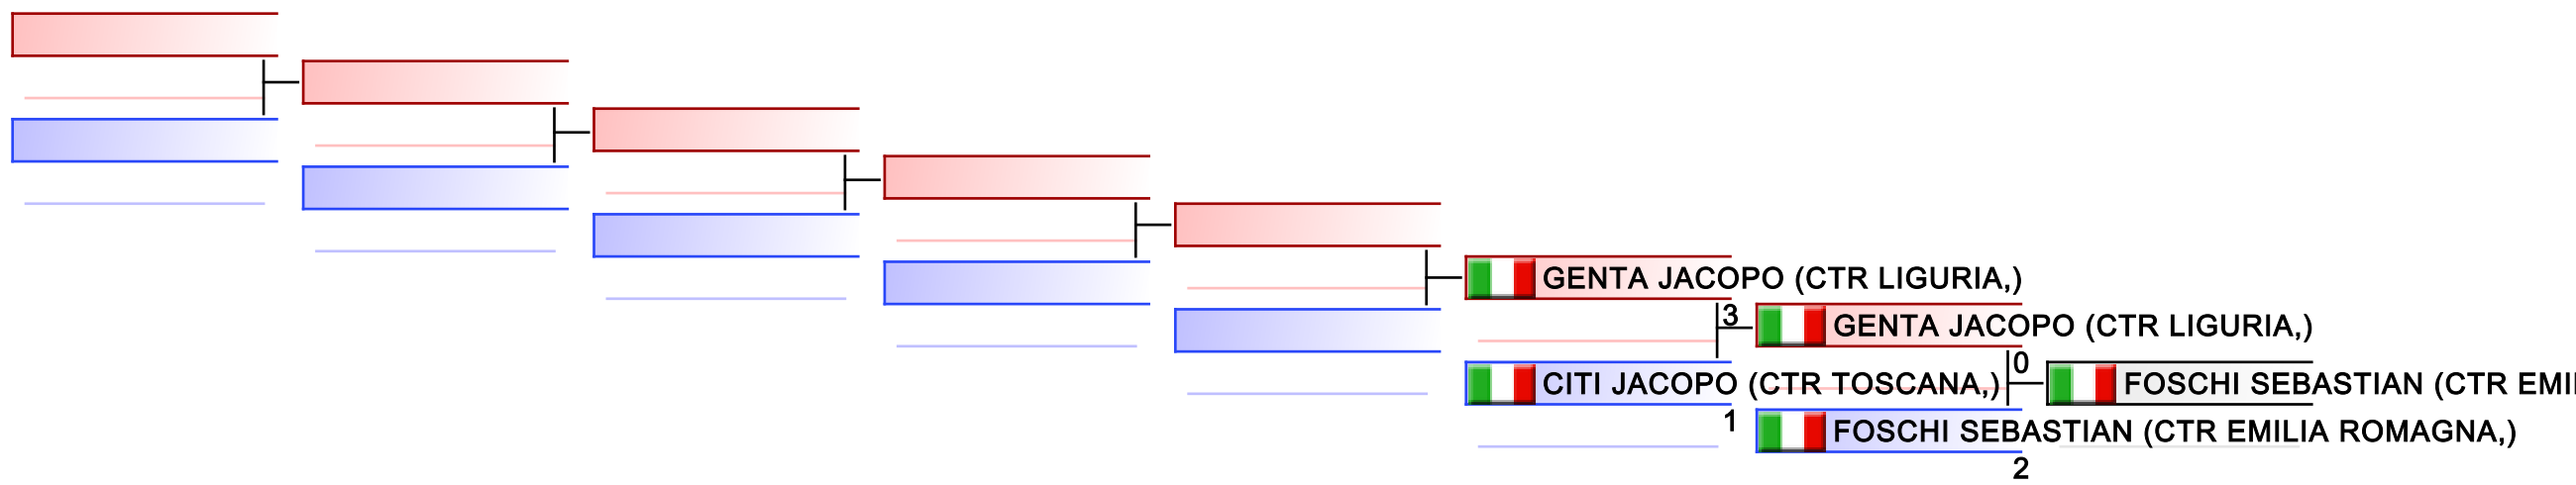 GENTA JACOPO (CTR LIGURIA,)
3
GENTA JACOPO (CTR LIGURIA,)
0
CITI JACOPO (CTR TOSCANA,)
FOSCHI SEBASTIAN (CTR EMI
1
FOSCHI SEBASTIAN (CTR EMILIA ROMAGNA,)
2